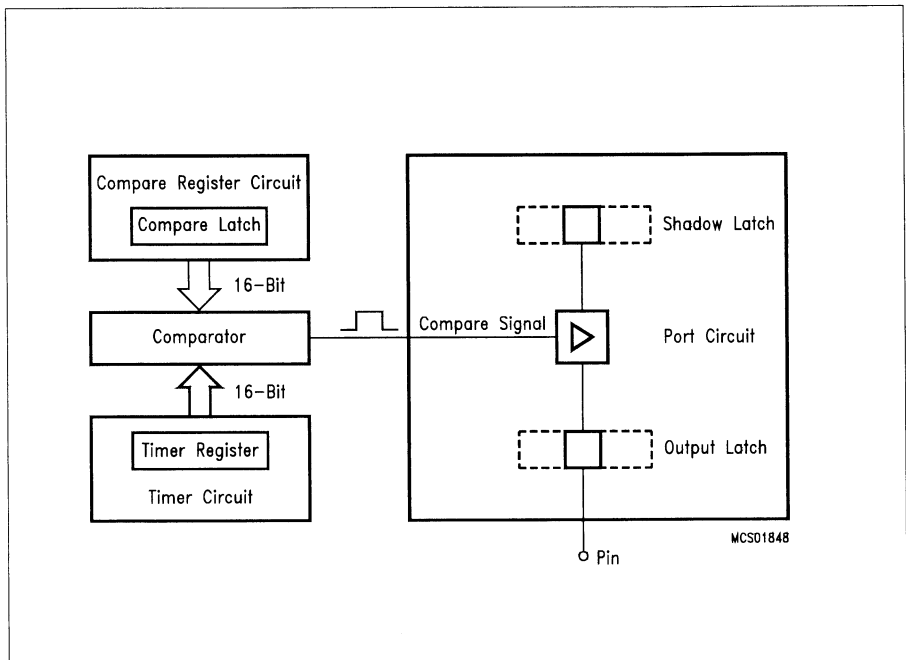 Compare Register Circuit
Compare Latch
16-Bit
Comparator
16-Bit
Timer Register
Timer Circuit
Compare Signal
Shadow Latch
Port Circuit
Output Latch
MCS01848
Pin